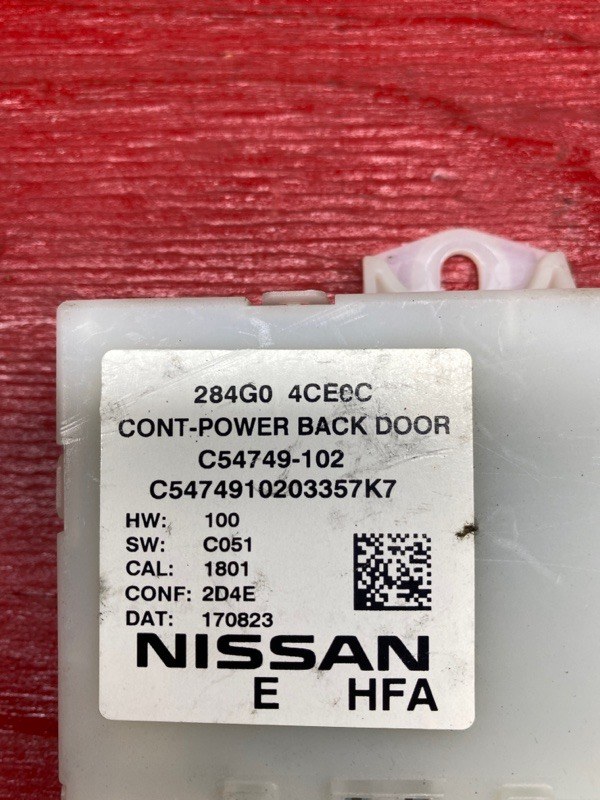 284G0 4CE0C
CONT-POWER BACK DOOR
C54749-102
C5474910203357K7
HW: 100
SW: C051
CAL: 1801
CONF: 2D4E
DAT: 170823
NISSAN
E HFA